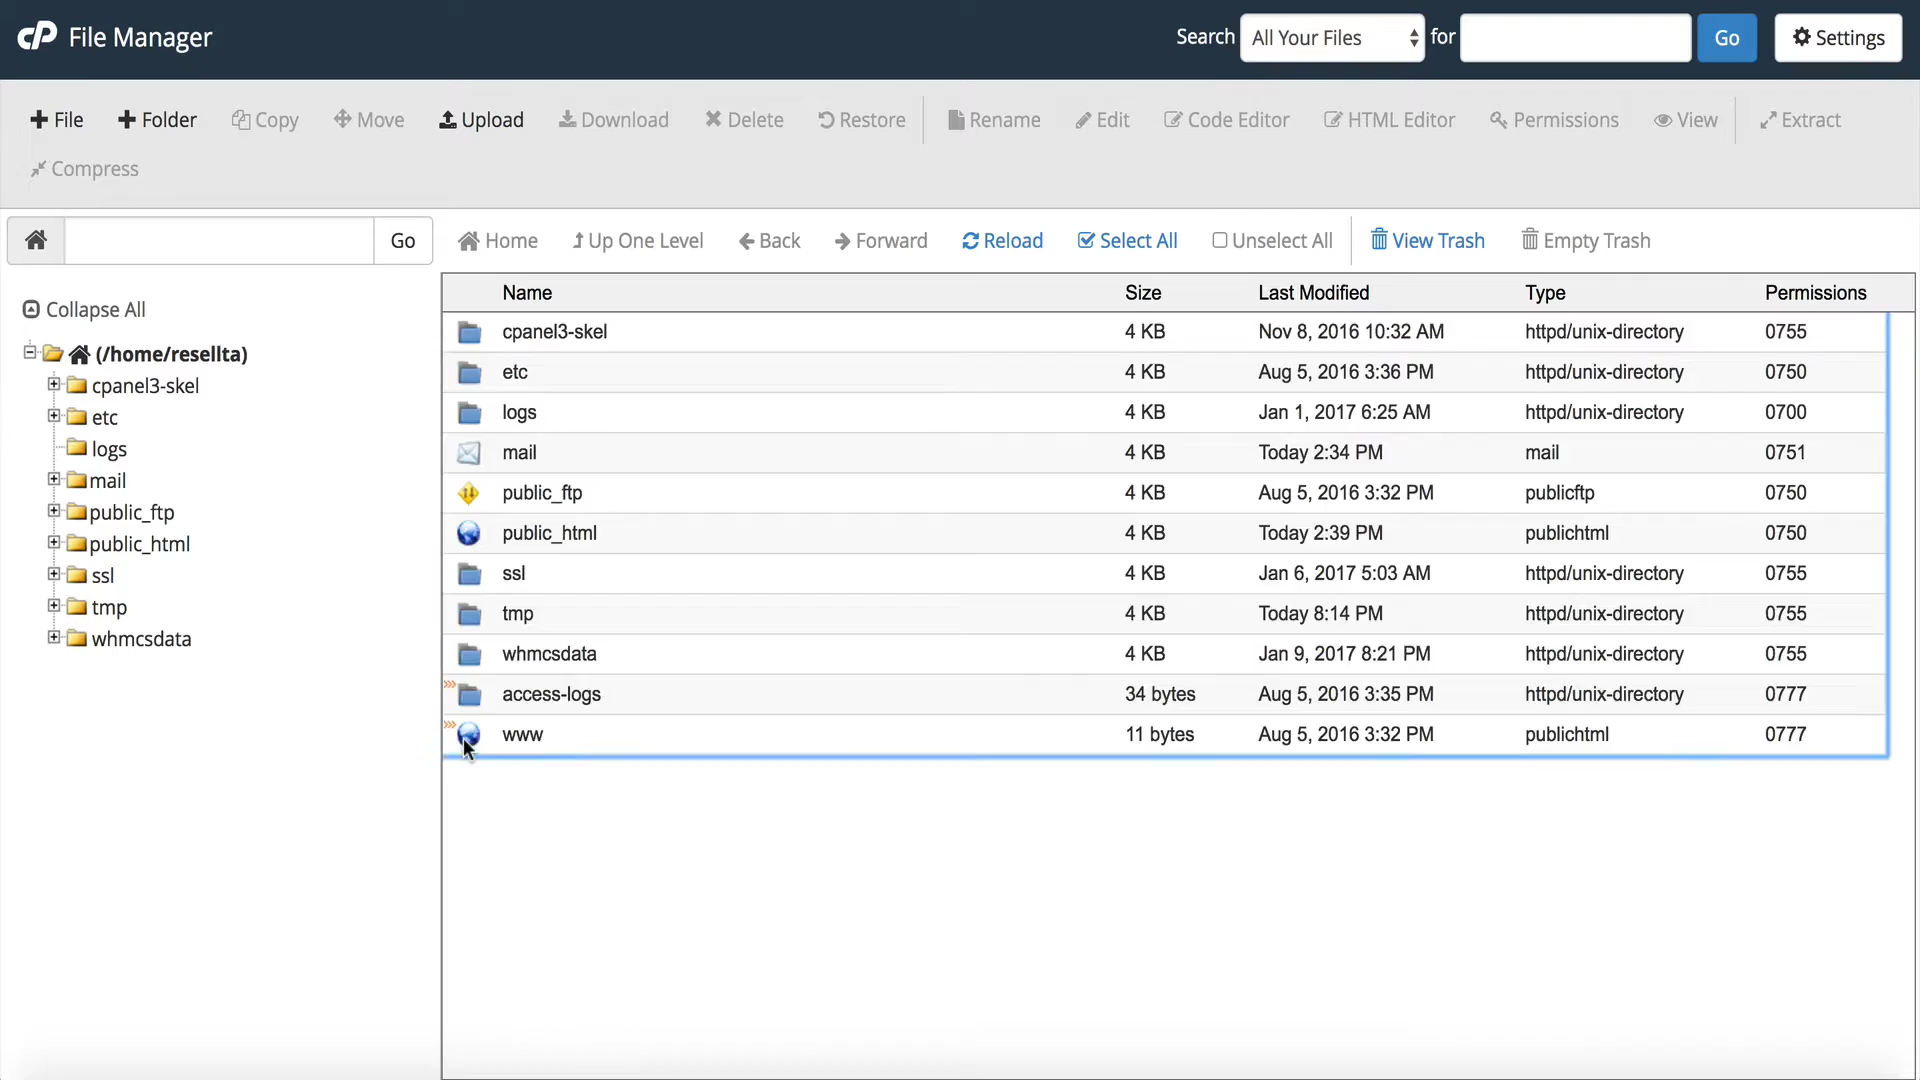 cP File Manager
Search All Your Files for Go Settings
File Folder Copy Move Upload Download Delete Restore Rename Edit Code Editor HTML Editor Permissions View Extract
Compress
Go Home Up One Level Back Forward Reload Select All Unselect All View Trash Empty Trash
Collapse All
(/home/resellta)
cpanel3-skel
etc
logs
mail
public_ftp
public_html
ssl
tmp
whmcsdata
Name Size Last Modified Type Permissions
cpanel3-skel 4 KB Nov 8, 2016 10:32 AM httpd/unix-directory 0755
etc 4 KB Aug 5, 2016 3:36 PM httpd/unix-directory 0750
logs 4 KB Jan 1, 2017 6:25 AM httpd/unix-directory 0700
mail 4 KB Today 2:34 PM mail 0751
public_ftp 4 KB Aug 5, 2016 3:32 PM publicftp 0750
public_html 4 KB Today 2:39 PM publichtml 0750
ssl 4 KB Jan 6, 2017 5:03 AM httpd/unix-directory 0755
tmp 4 KB Today 8:14 PM httpd/unix-directory 0755
whmcsdata 4 KB Jan 9, 2017 8:21 PM httpd/unix-directory 0755
access-logs 34 bytes Aug 5, 2016 3:35 PM httpd/unix-directory 0777
www 11 bytes Aug 5, 2016 3:32 PM publichtml 0777